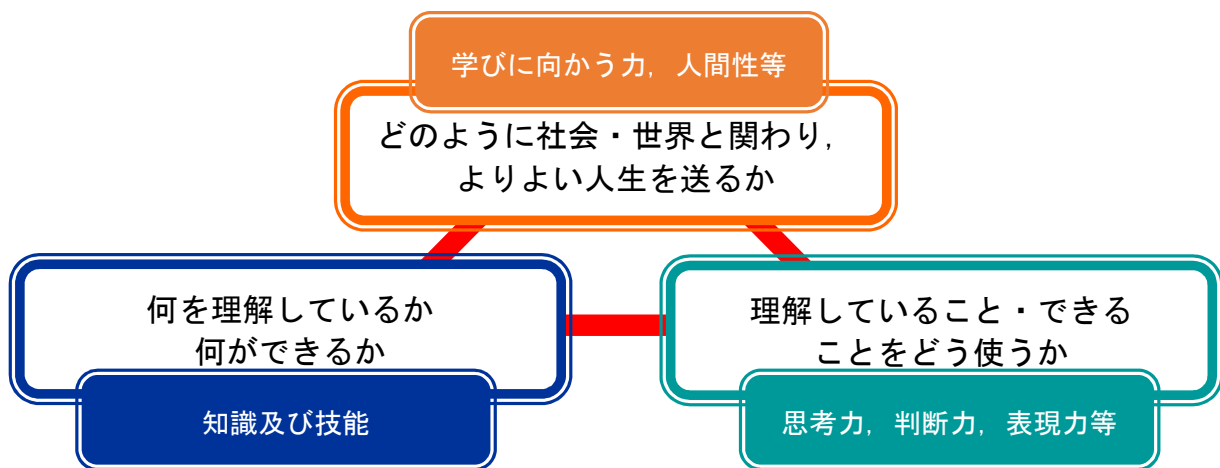 学びに向かう力，人間性等
どのように社会・世界と関わり，
よりよい人生を送るか
何を理解しているか
何ができるか
知識及び技能
理解していること・できる
ことをどう使うか
思考力，判断力，表現力等